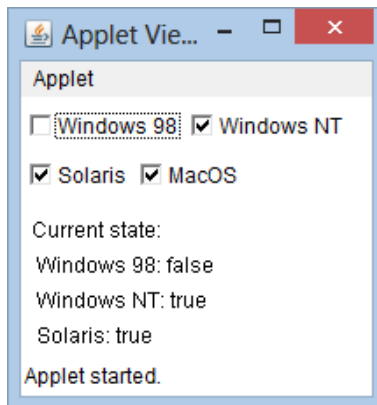 Applet Vie...
Applet
Windows 98 Windows NT
Solaris MacOS
Current state:
Windows 98: false
Windows NT: true
Solaris: true
Applet started.